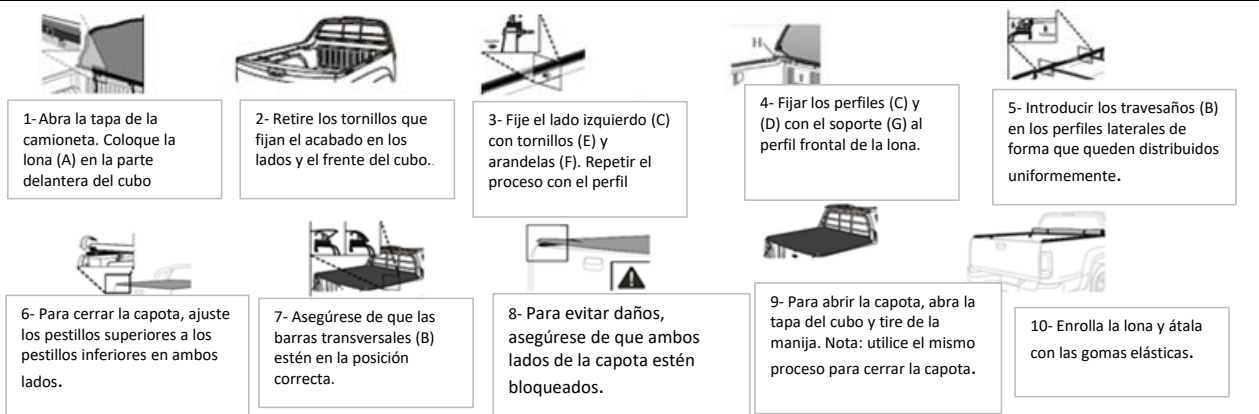 1- Abra la tapa de la
camioneta. Coloque la
lona (A) en la parte
delantera del cubo
2- Retire los tornillos que
fijan el acabado en los
lados y el frente del cubo.
3- Fije el lado izquierdo (C)
con tornillos (E) y
arandelas (F). Repetir el
proceso con el perfil
H
D
4- Fijar los perfiles (C) y
(D) con el soporte (G) al
perfil frontal de la lona.
5- Introducir los travesaños (B)
en los perfiles laterales de
forma que queden distribuidos
uniformemente.
6- Para cerrar la capota, ajuste
los pestillos superiores a los
pestillos inferiores en ambos
lados.
7- Asegúrese de que las
barras transversales (B)
estén en la posición
correcta.
8- Para evitar daños,
asegúrese de que ambos
lados de la capota estén
bloqueados.
9- Para abrir la capota, abra la
tapa del cubo y tire de la
manija. Nota: utilice el mismo
proceso para cerrar la capota.
10- Enrolla la lona y átala
con las gomas elásticas.